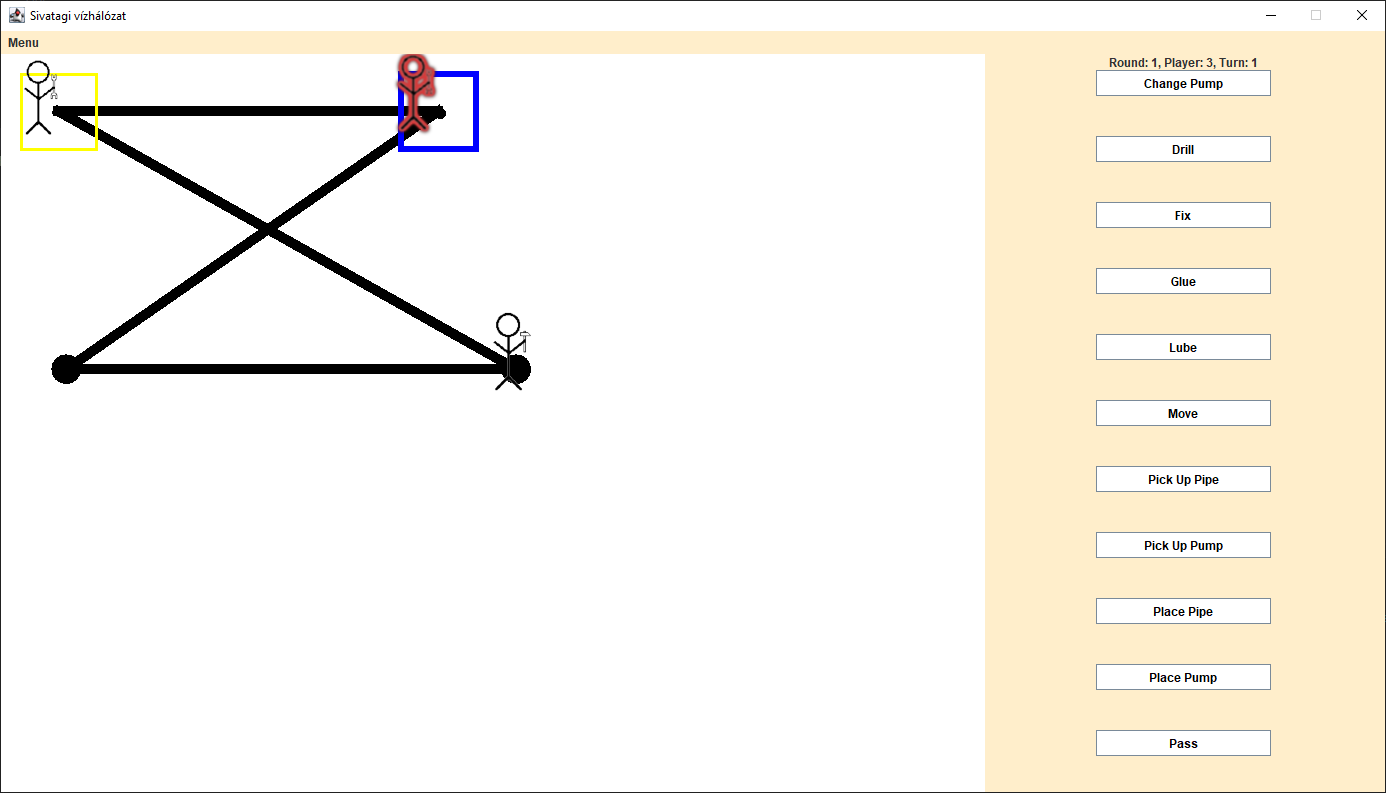 Sivatagi vízhálózat
Menu
Round: 1, Player: 3, Turn: 1
Change Pump
Drill
Fix
Glue
Lube
Move
Pick Up Pipe
Pick Up Pump
Place Pipe
Place Pump
Pass